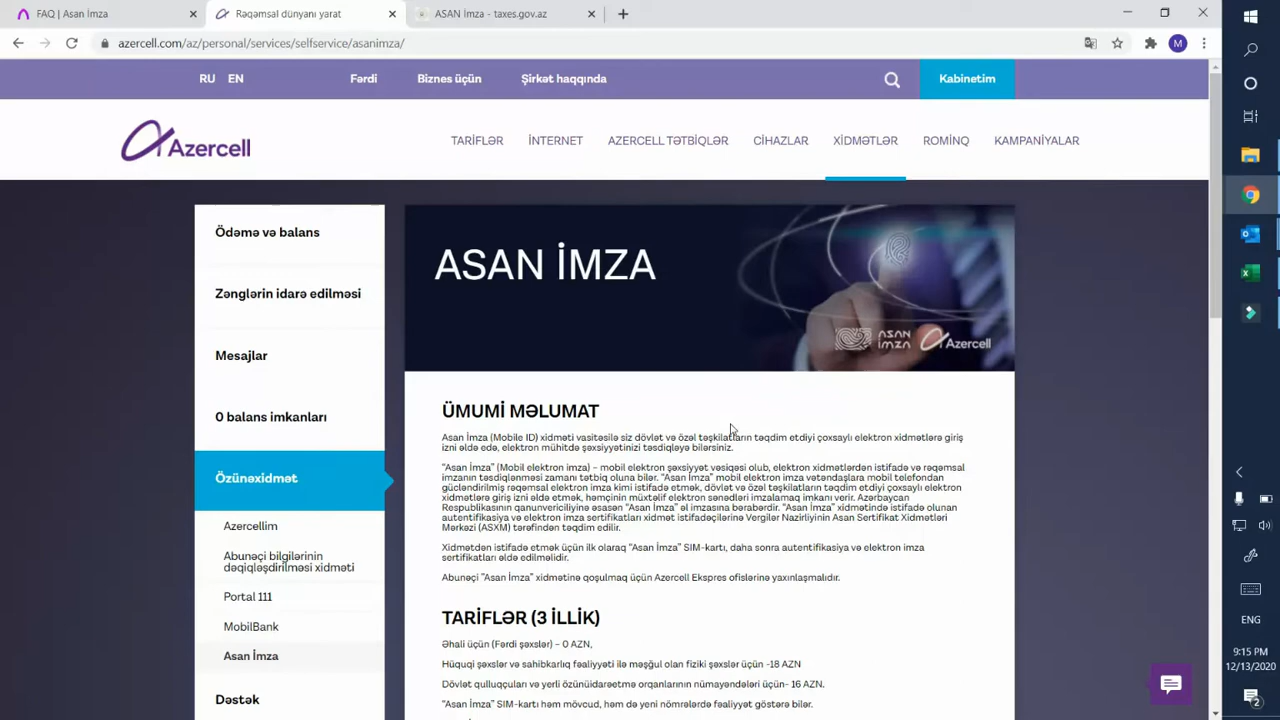 FAQ | Asan İmza
Rəqəmsal dünyanı yarat
ASAN İmza - taxes.gov.az
azercell.com/az/personal/services/selfservice/asanimza/
M
RU EN Fərdi Biznes üçün Şirkət haqqında Kabinetim
Azercell TARİFLƏR İNTERNET AZERCELL TƏTBİQLƏR CİHAZLAR XİDMƏTLƏR ROMİNQ KAMPANİYALAR
Ödəmə və balans
Zənglərin idarə edilməsi
Mesajlar
0 balans imkanları
Özünəxidmət
Azercellim
Abunəçi bilgilərinin
dəqiqləşdirilməsi xidməti
Portal 111
MobilBank
Asan İmza
Dəstək
ASAN İMZA
ASAN
İMZA
Azercell
ÜMUMİ MƏLUMAT
Asan İmza (Mobile ID) xidməti vasitəsilə siz dövlət və özəl təşkilatların təqdim etdiyi çoxsaylı elektron xidmətlərə giriş
izni əldə edə, elektron mühitdə şəxsiyyətinizi təsdiqləyə bilərsiniz.
"Asan İmza" (Mobil elektron imza) – mobil elektron şəxsiyyət vəsiqəsi olub, elektron xidmətlərdən istifadə və rəqəmsal
imzanın təsdiqlənməsi zamanı tətbiq oluna bilər. "Asan İmza" mobil elektron imza vətəndaşlara mobil telefondan
gücləndirilmiş rəqəmsal elektron imza kimi istifadə etmək, dövlət və özəl təşkilatların təqdim etdiyi çoxsaylı elektron
xidmətlərə giriş izni əldə etmək, həmçinin müxtəlif elektron sənədləri imzalamaq imkanı verir. Azərbaycan
Respublikasının qanunvericiliyinə əsasən "Asan İmza" əl imzasına bərabərdir. "Asan İmza" xidmətində istifadə olunan
autentifikasiya və elektron imza sertifikatları xidmət istifadəçilərinə Vergilər Nazirliyinin Asan Sertifikat Xidmətləri
Mərkəzi (ASXM) tərəfindən təqdim edilir.
Xidmətdən istifadə etmək üçün ilk olaraq "Asan İmza" SIM-kartı, daha sonra autentifikasiya və elektron imza
sertifikatları əldə edilməlidir.
Abunəçi "Asan İmza" xidmətinə qoşulmaq üçün Azercell Ekspres ofislərinə yaxınlaşmalıdır.
TARİFLƏR (3 İLLİK)
Əhali üçün (Fərdi şəxslər) – 0 AZN,
Hüquqi şəxslər və sahibkarlıq fəaliyyəti ilə məşğul olan fiziki şəxslər üçün -18 AZN
Dövlət qulluqçuları və yerli özünüidarəetmə orqanlarının nümayəndələri üçün- 16 AZN.
"Asan İmza" SIM-kartı həm mövcud, həm də yeni nömrələrdə fəaliyyət göstərə bilər.
ENG
9:15 PM
12/13/2020
2